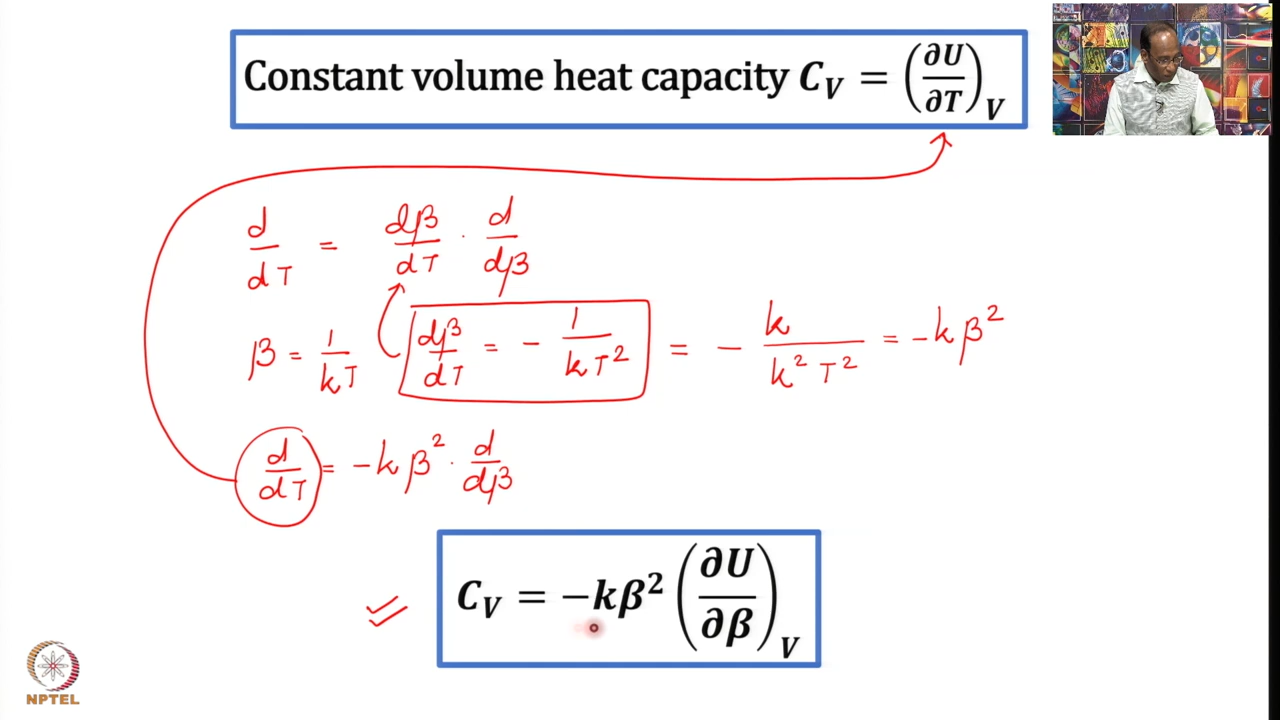 Constant volume heat capacity C_V = (∂U/∂T)_V
d/dT = dβ/dT · d/dβ
β = 1/kT   dβ/dT = - 1/kT² = - k/k²T² = -kβ²
d/dT = -kβ² · d/dβ
C_V = -kβ² (∂U/∂β)_V
NPTEL